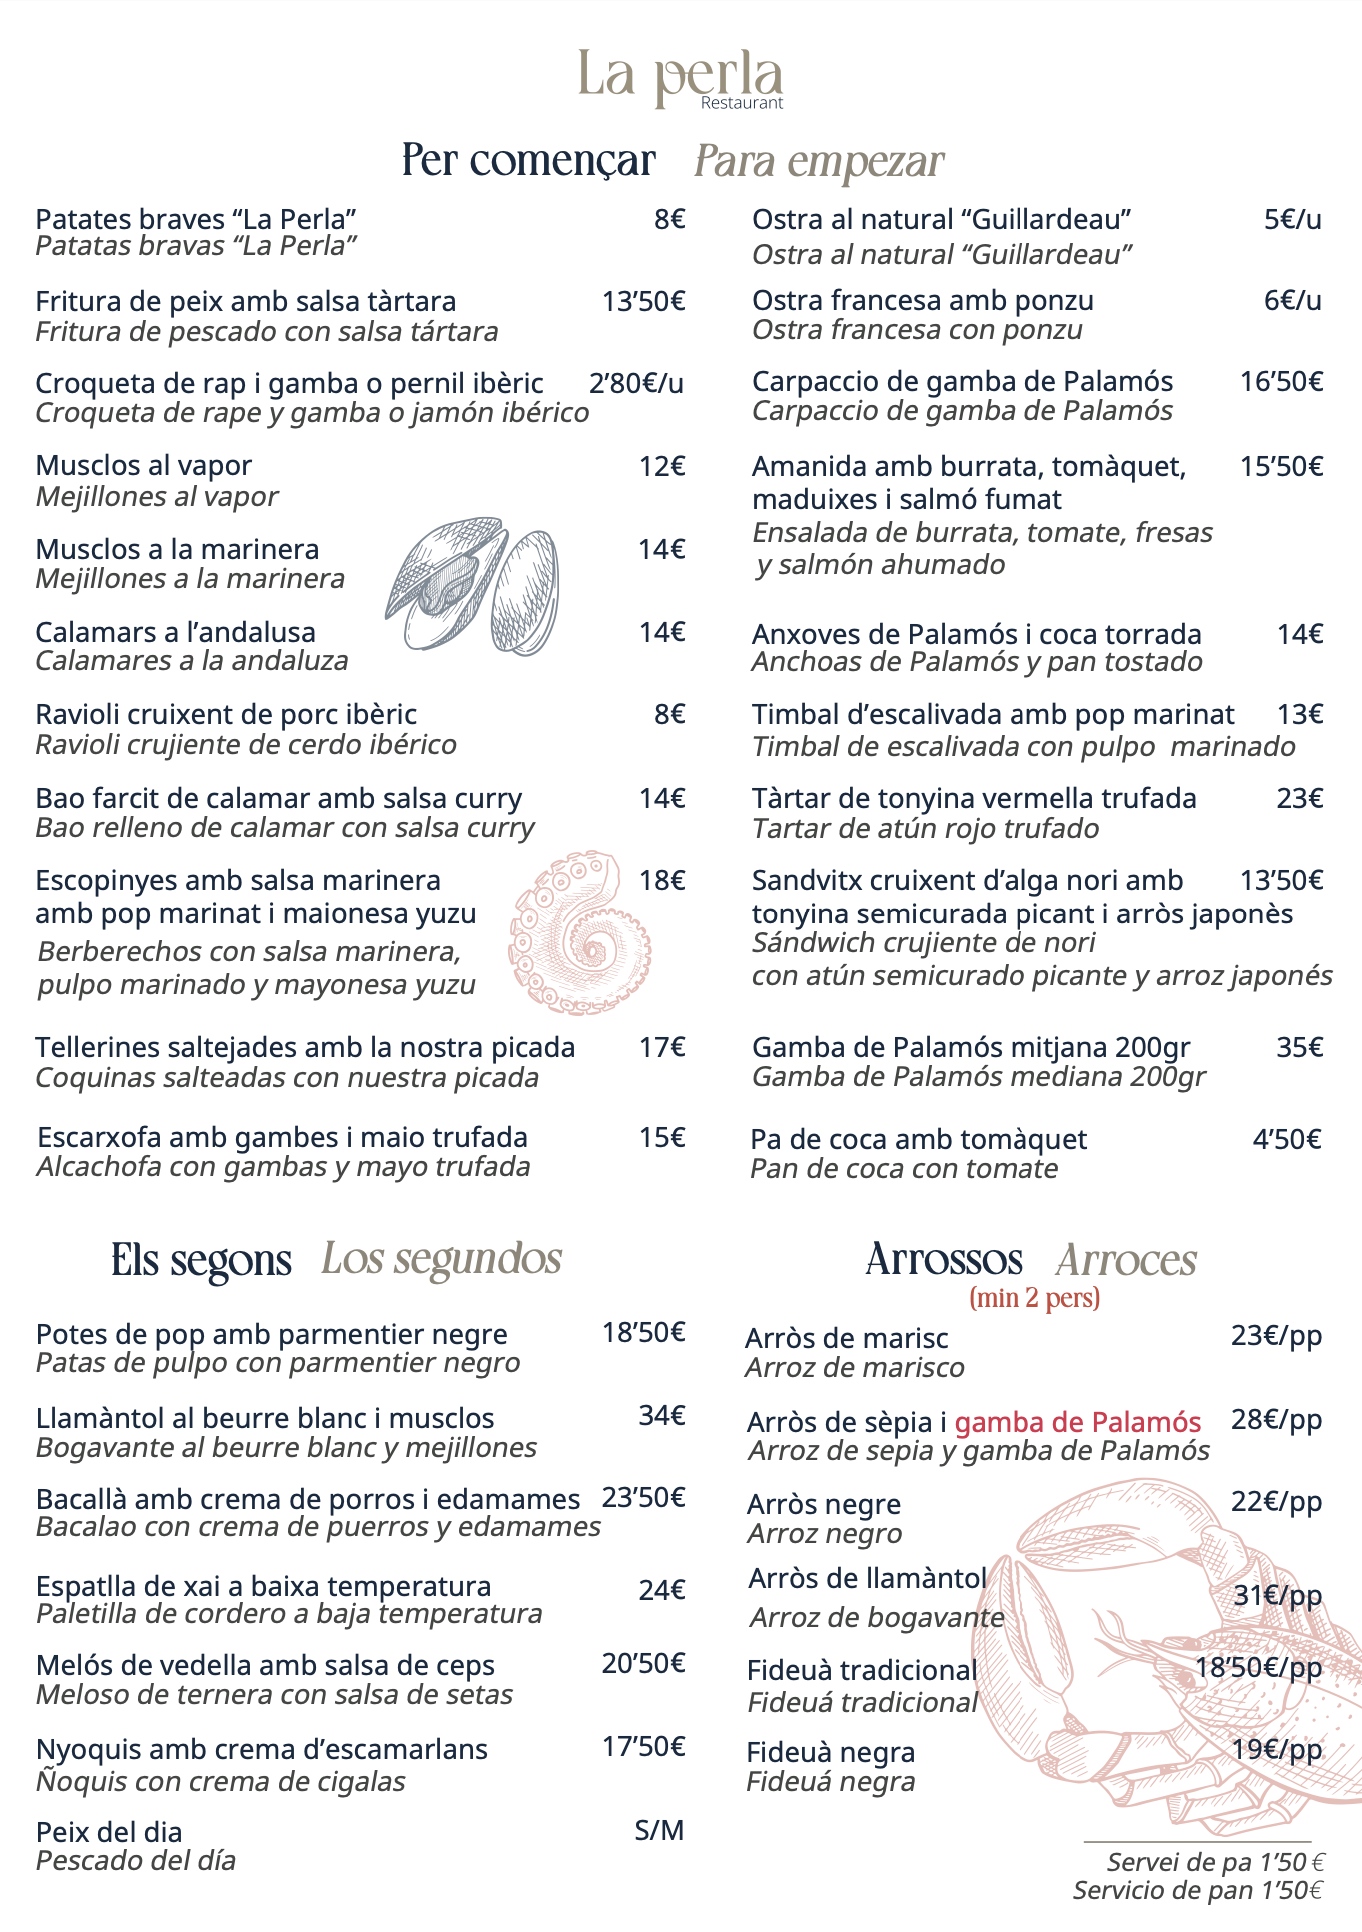 La perla
Restaurant
Per començar Para empezar
Patates braves “La Perla” 8€
Patatas bravas “La Perla”
Fritura de peix amb salsa tàrtara 13’50€
Fritura de pescado con salsa tártara
Croqueta de rap i gamba o pernil ibèric 2’80€/u
Croqueta de rape y gamba o jamón ibérico
Musclos al vapor 12€
Mejillones al vapor
Musclos a la marinera 14€
Mejillones a la marinera
Calamars a l’andalusa 14€
Calamares a la andaluza
Ravioli cruixent de porc ibèric 8€
Ravioli crujiente de cerdo ibérico
Bao farcit de calamar amb salsa curry 14€
Bao relleno de calamar con salsa curry
Escopinyes amb salsa marinera 18€
amb pop marinat i maionesa yuzu
Berberechos con salsa marinera,
pulpo marinado y mayonesa yuzu
Tellerines saltejades amb la nostra picada 17€
Coquinas salteadas con nuestra picada
Escarxofa amb gambes i maio trufada 15€
Alcachofa con gambas y mayo trufada
Ostra al natural “Guillardeau” 5€/u
Ostra al natural “Guillardeau”
Ostra francesa amb ponzu 6€/u
Ostra francesa con ponzu
Carpaccio de gamba de Palamós 16’50€
Carpaccio de gamba de Palamós
Amanida amb burrata, tomàquet, 15’50€
maduixes i salmó fumat
Ensalada de burrata, tomate, fresas
y salmón ahumado
Anxoves de Palamós i coca torrada 14€
Anchoas de Palamós y pan tostado
Timbal d’escalivada amb pop marinat 13€
Timbal de escalivada con pulpo marinado
Tàrtar de tonyina vermella trufada 23€
Tartar de atún rojo trufado
Sandvitx cruixent d’alga nori amb 13’50€
tonyina semicurada picant i arròs japonès
Sándwich crujiente de nori
con atún semicurado picante y arroz japonés
Gamba de Palamós mitjana 200gr 35€
Gamba de Palamós mediana 200gr
Pa de coca amb tomàquet 4’50€
Pan de coca con tomate
Els segons Los segundos
Potes de pop amb parmentier negre 18’50€
Patas de pulpo con parmentier negro
Llamàntol al beurre blanc i musclos 34€
Bogavante al beurre blanc y mejillones
Bacallà amb crema de porros i edamames 23’50€
Bacalao con crema de puerros y edamames
Espatlla de xai a baixa temperatura 24€
Paletilla de cordero a baja temperatura
Melós de vedella amb salsa de ceps 20’50€
Meloso de ternera con salsa de setas
Nyoquis amb crema d’escamarlans 17’50€
Ñoquis con crema de cigalas
Peix del dia S/M
Pescado del día
Arrossos Arroces
(min 2 pers)
Arròs de marisc 23€/pp
Arroz de marisco
Arròs de sèpia i gamba de Palamós 28€/pp
Arroz de sepia y gamba de Palamós
Arròs negre 22€/pp
Arroz negro
Arròs de llamàntol 31€/pp
Arroz de bogavante
Fideuà tradicional 18’50€/pp
Fideuá tradicional
Fideuà negra 19€/pp
Fideuá negra
Servei de pa 1’50 €
Servicio de pan 1’50€